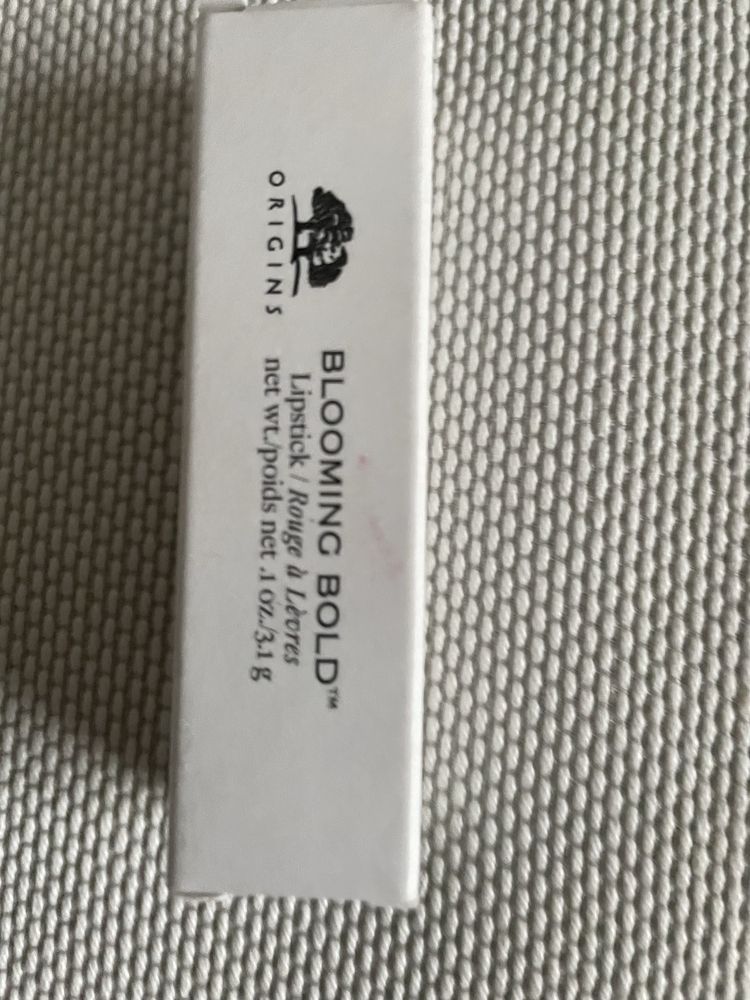 ORIGINS
BLOOMING BOLD™
Lipstick / Rouge à Lèvres
net wt./poids net .1 oz./3.1 g